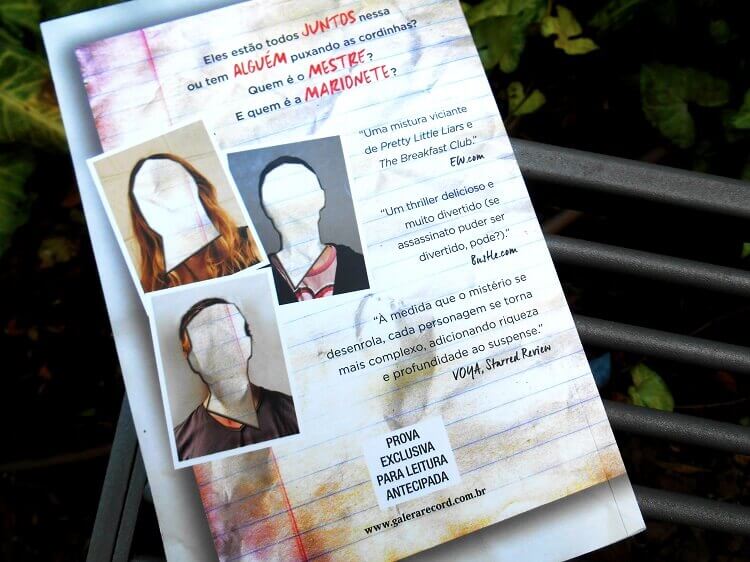 Eles estão todos JUNTOS nessa
ou tem ALGUÉM puxando as cordinhas?
Quem é o MESTRE?
E quem é a MARIONETE?
“Uma mistura viciante
de Pretty Little Liars e
The Breakfast Club.”
EW.com
“Um thriller delicioso e
muito divertido (se
assassinato puder ser
divertido, pode?).”
Bustle.com
“À medida que o mistério se
desenrola, cada personagem se torna
mais complexo, adicionando riqueza
e profundidade ao suspense.”
VOYA, Starred Review
PROVA
EXCLUSIVA
PARA LEITURA
ANTECIPADA
www.galerarecord.com.br